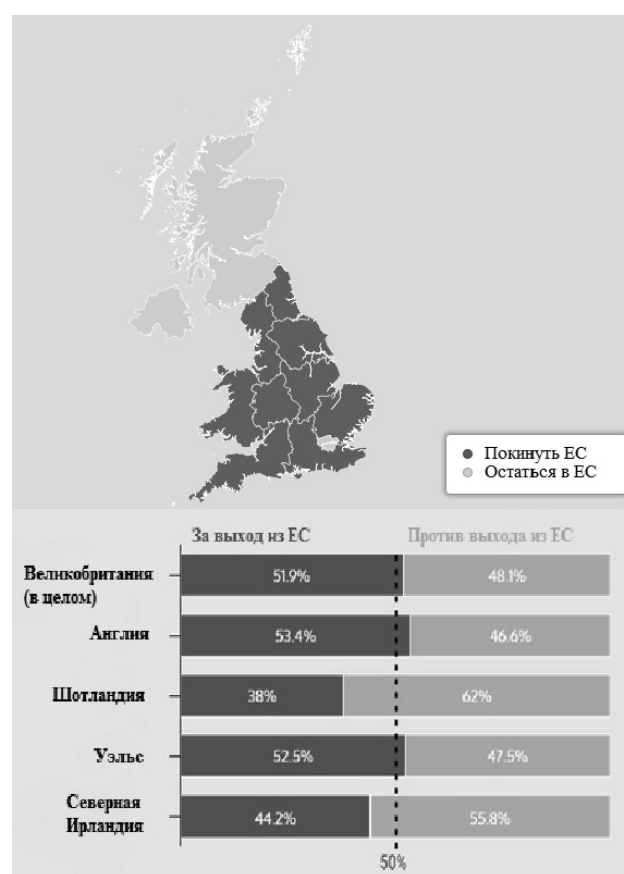 Покинуть ЕС
Остаться в ЕС
За выход из ЕС Против выхода из ЕС
Великобритания
(в целом)
51.9% 48.1%
Англия 53.4% 46.6%
Шотландия 38% 62%
Уэльс 52.5% 47.5%
Северная
Ирландия
44.2% 55.8%
50%